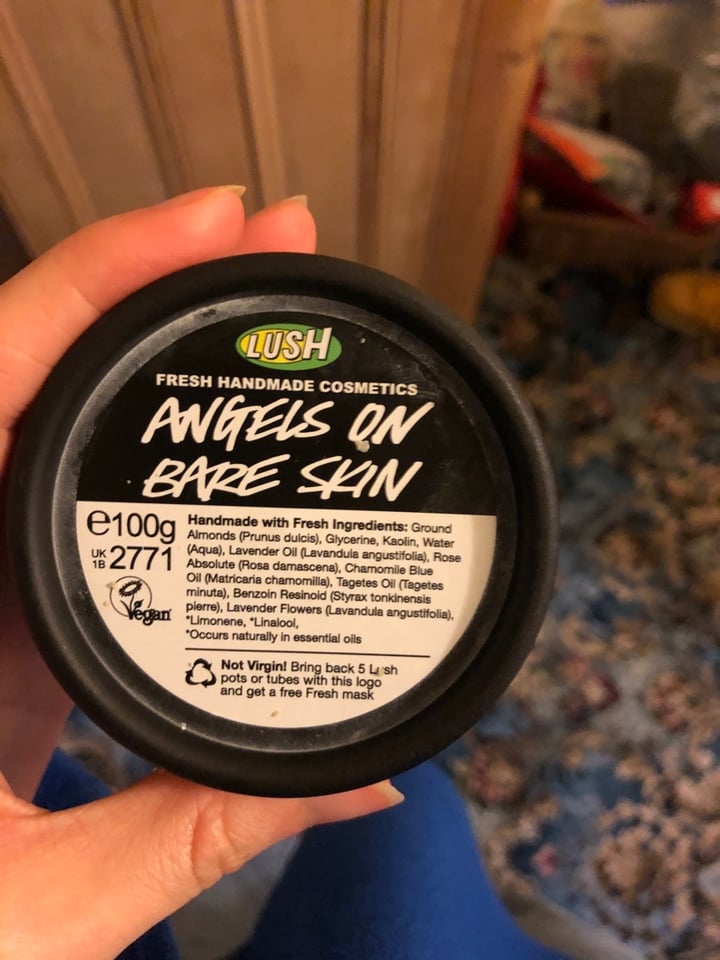 LUSH
FRESH HANDMADE COSMETICS
ANGELS ON
BARE SKIN
e100g
UK
1B 2771
Vegan
Handmade with Fresh Ingredients: Ground
Almonds (Prunus dulcis), Glycerine, Kaolin, Water
(Aqua), Lavender Oil (Lavandula angustifolia), Rose
Absolute (Rosa damascena), Chamomile Blue
Oil (Matricaria chamomilla), Tagetes Oil (Tagetes
minuta), Benzoin Resinoid (Styrax tonkinensis
pierre), Lavender Flowers (Lavandula angustifolia),
*Limonene, *Linalool,
*Occurs naturally in essential oils
Not Virgin! Bring back 5 Lush
pots or tubes with this logo
and get a free Fresh mask